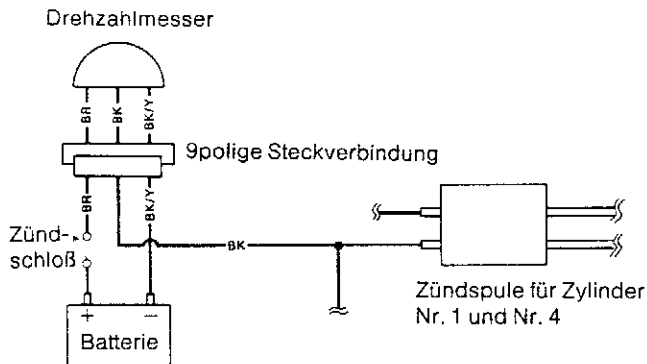 Drehzahlmesser
BR
BK
BK/Y
9polige Steckverbindung
BR
BK/Y
Zünd-
schloß
BK
+
−
Batterie
Zündspule für Zylinder
Nr. 1 und Nr. 4